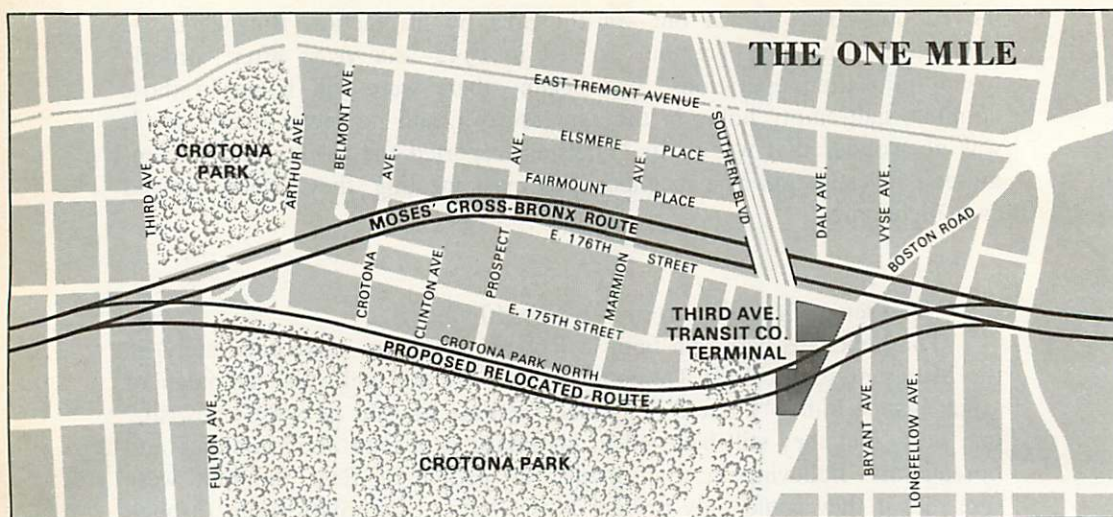 THE ONE MILE
EAST TREMONT AVENUE
ELSMERE PLACE
FAIRMOUNT PLACE
CROTONA
PARK
THIRD AVE.
ARTHUR AVE.
BELMONT AVE.
CROTONA AVE.
CLINTON AVE.
PROSPECT AVE.
MARMION AVE.
SOUTHERN BLVD
DALY AVE.
VYSE AVE.
BOSTON ROAD
MOSES' CROSS-BRONX ROUTE
E. 176TH STREET
E. 175TH STREET
CROTONA PARK NORTH
PROPOSED RELOCATED ROUTE
THIRD AVE.
TRANSIT CO.
TERMINAL
FULTON AVE.
CROTONA PARK
BRYANT AVE.
LONGFELLOW AVE.